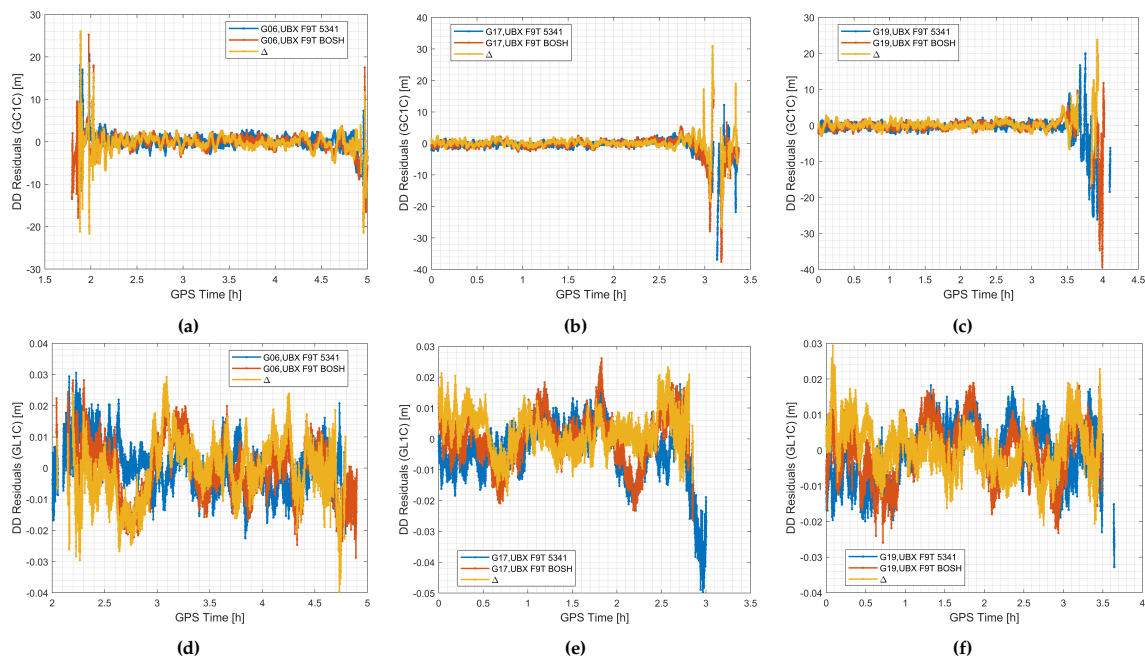 30
20
10
0
-10
-20
-30
1.5 2 2.5 3 3.5 4 4.5 5
DD Residuals (GC1C) [m]
GPS Time [h]
G06,UBX F9T 5341
G06,UBX F9T BOSH
Δ
(a)
40
30
20
10
0
-10
-20
-30
-40
0 0.5 1 1.5 2 2.5 3 3.5
DD Residuals (GC1C) [m]
GPS Time [h]
G17,UBX F9T 5341
G17,UBX F9T BOSH
Δ
(b)
30
20
10
0
-10
-20
-30
-40
0 0.5 1 1.5 2 2.5 3 3.5 4 4.5
DD Residuals (GC1C) [m]
GPS Time [h]
G19,UBX F9T 5341
G19,UBX F9T BOSH
Δ
(c)
0.04
0.03
0.02
0.01
0
-0.01
-0.02
-0.03
-0.04
2 2.5 3 3.5 4 4.5 5
DD Residuals (GL1C) [m]
GPS Time [h]
G06,UBX F9T 5341
G06,UBX F9T BOSH
Δ
(d)
0.03
0.02
0.01
0
-0.01
-0.02
-0.03
-0.04
-0.05
0 0.5 1 1.5 2 2.5 3 3.5
DD Residuals (GL1C) [m]
GPS Time [h]
G17,UBX F9T 5341
G17,UBX F9T BOSH
Δ
(e)
0.03
0.02
0.01
0
-0.01
-0.02
-0.03
-0.04
0 0.5 1 1.5 2 2.5 3 3.5 4
DD Residuals (GL1C) [m]
GPS Time [h]
G19,UBX F9T 5341
G19,UBX F9T BOSH
Δ
(f)